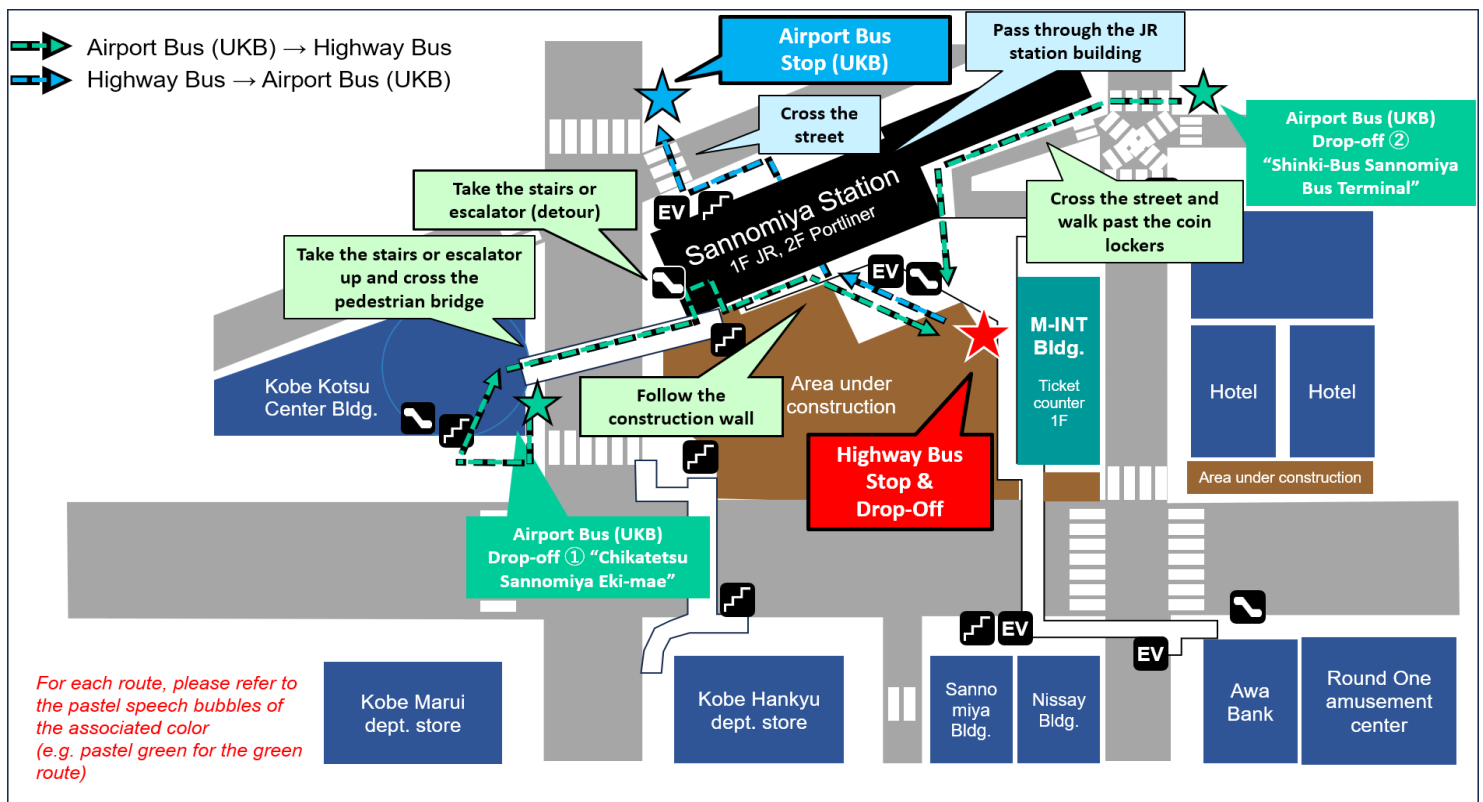 Airport Bus (UKB) → Highway Bus
Highway Bus → Airport Bus (UKB)
Airport Bus
Stop (UKB)
Pass through the JR
station building
Cross the
street
Airport Bus (UKB)
Drop-off ②
“Shinki-Bus Sannomiya
Bus Terminal”
Take the stairs or
escalator (detour)
EV
Sannomiya Station
1F JR, 2F Portliner
Cross the street and
walk past the coin
lockers
Take the stairs or escalator
up and cross the
pedestrian bridge
EV
M-INT
Bldg.
Ticket
counter
1F
Kobe Kotsu
Center Bldg.
Area under
construction
Hotel
Hotel
Follow the
construction wall
Highway Bus
Stop &
Drop-Off
Area under construction
Airport Bus (UKB)
Drop-off ① “Chikatetsu
Sannomiya Eki-mae”
EV
EV
For each route, please refer to
the pastel speech bubbles of
the associated color
(e.g. pastel green for the green
route)
Kobe Marui
dept. store
Kobe Hankyu
dept. store
Sanno
miya
Bldg.
Nissay
Bldg.
Awa
Bank
Round One
amusement
center